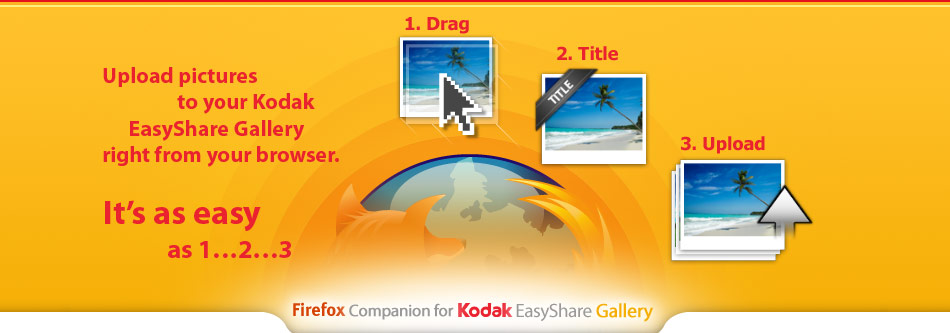 Upload pictures
to your Kodak
EasyShare Gallery
right from your browser.
It's as easy
as 1...2...3
1. Drag
2. Title
TITLE
3. Upload
Firefox Companion for Kodak EasyShare Gallery